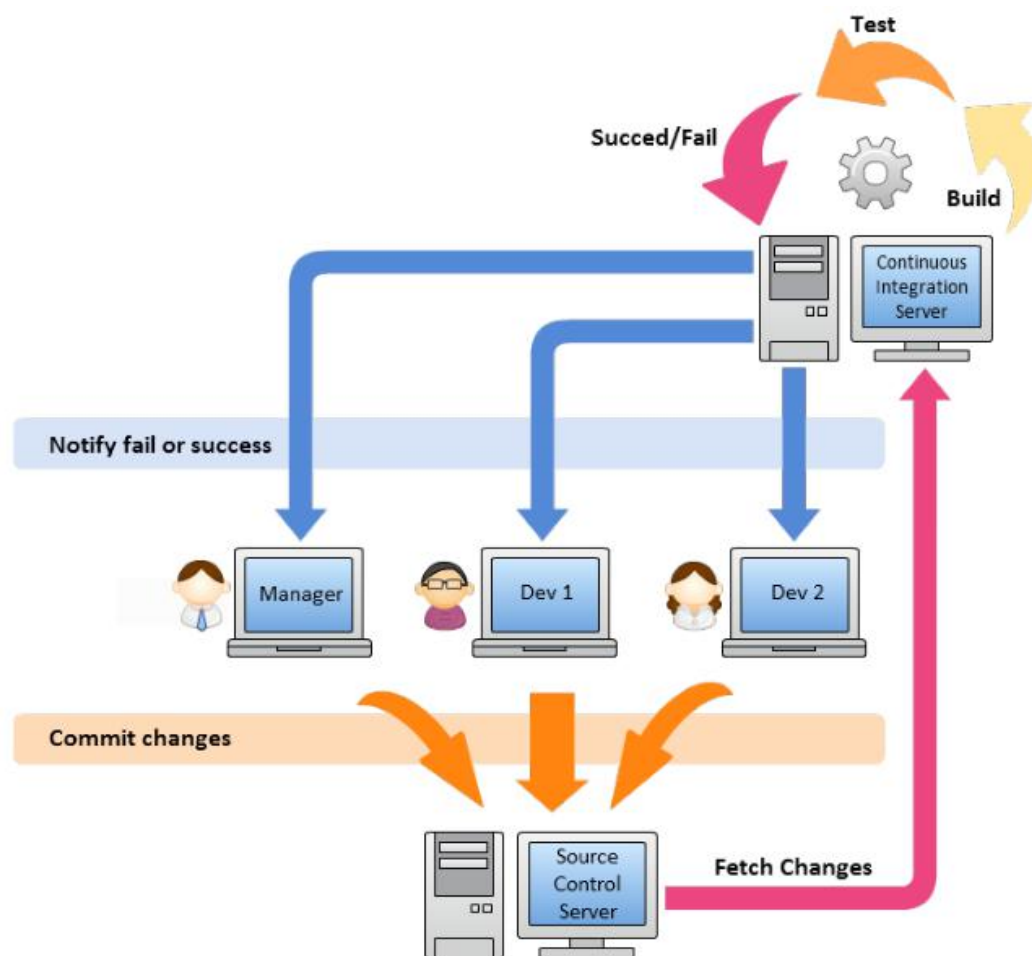 Test
Succed/Fail
Build
Continuous
Integration
Server
Notify fail or success
Manager
Dev 1
Dev 2
Commit changes
Source
Control
Server
Fetch Changes